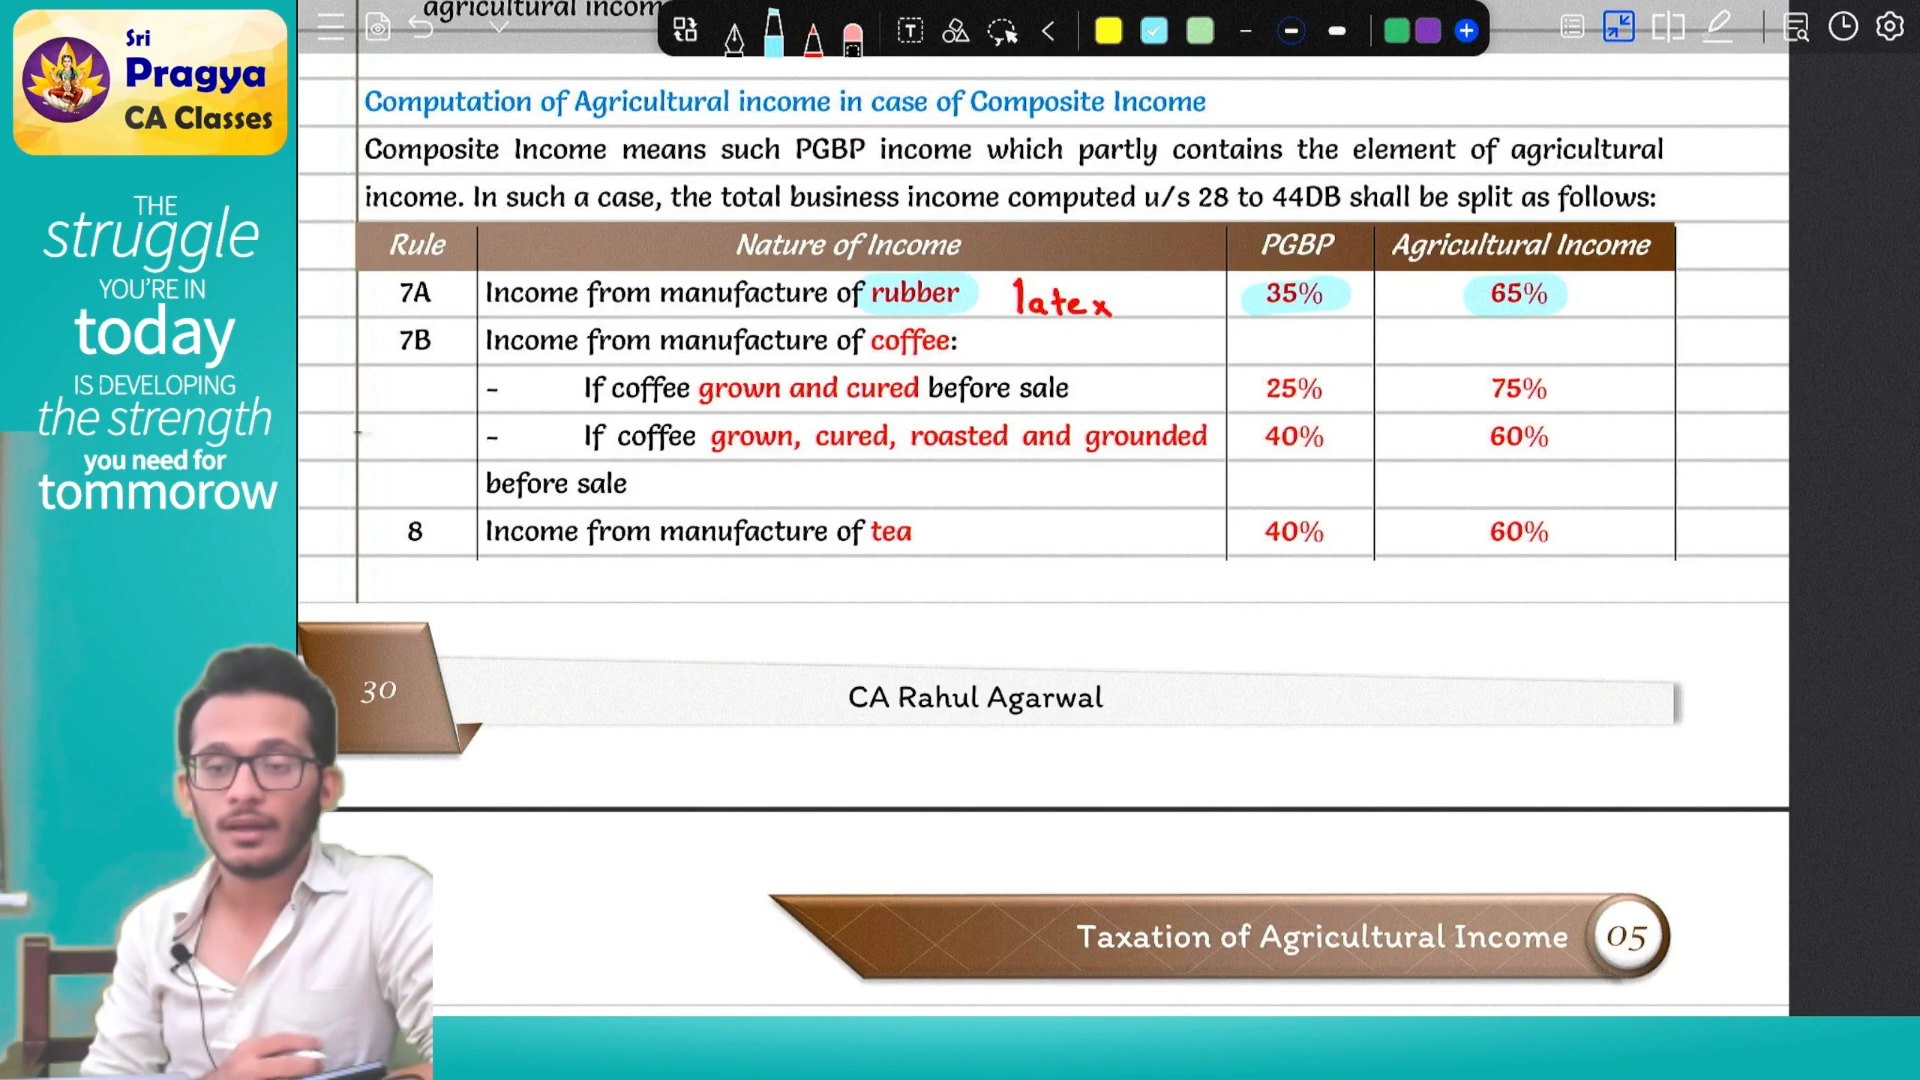 agricultural incom
Sri
Pragya
CA Classes
THE
struggle
YOU'RE IN
today
IS DEVELOPING
the strength
you need for
tommorow
Computation of Agricultural income in case of Composite Income
Composite Income means such PGBP income which partly contains the element of agricultural
income. In such a case, the total business income computed u/s 28 to 44DB shall be split as follows:
Rule Nature of Income PGBP Agricultural Income
7A Income from manufacture of rubber latex 35% 65%
7B Income from manufacture of coffee:
- If coffee grown and cured before sale 25% 75%
- If coffee grown, cured, roasted and grounded 40% 60%
before sale
8 Income from manufacture of tea 40% 60%
30
CA Rahul Agarwal
Taxation of Agricultural Income 05